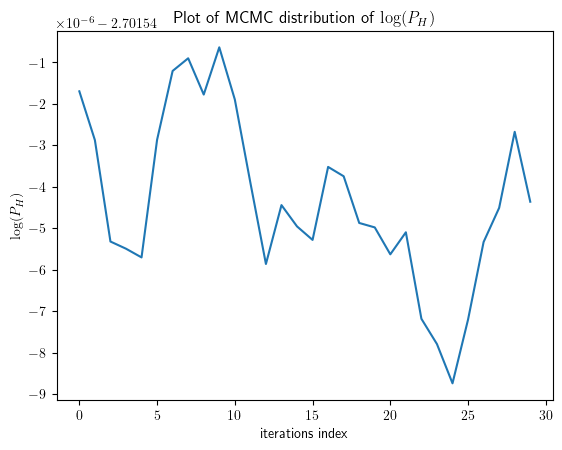 Plot of MCMC distribution of log(P_H)
×10⁻⁶ − 2.70154
−1
−2
−3
−4
−5
−6
−7
−8
−9
log(P_H)
0 5 10 15 20 25 30
iterations index